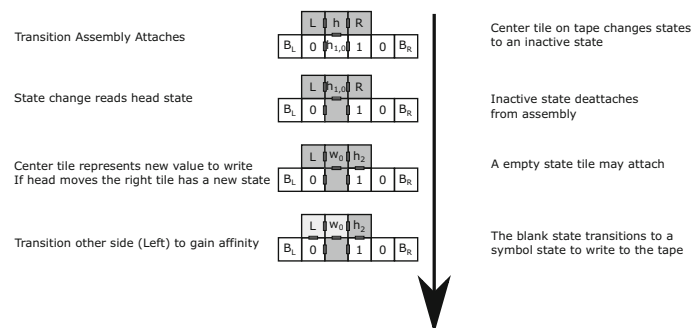 Transition Assembly Attaches
L h R
B_L 0 h_1,0 1 0 B_R
Center tile on tape changes states
to an inactive state
State change reads head state
L h_1,0 R
B_L 0 1 0 B_R
Inactive state deattaches
from assembly
Center tile represents new value to write
If head moves the right tile has a new state
L w_0 h_2
B_L 0 1 0 B_R
A empty state tile may attach
Transition other side (Left) to gain affinity
L w_0 h_2
B_L 0 1 0 B_R
The blank state transitions to a
symbol state to write to the tape